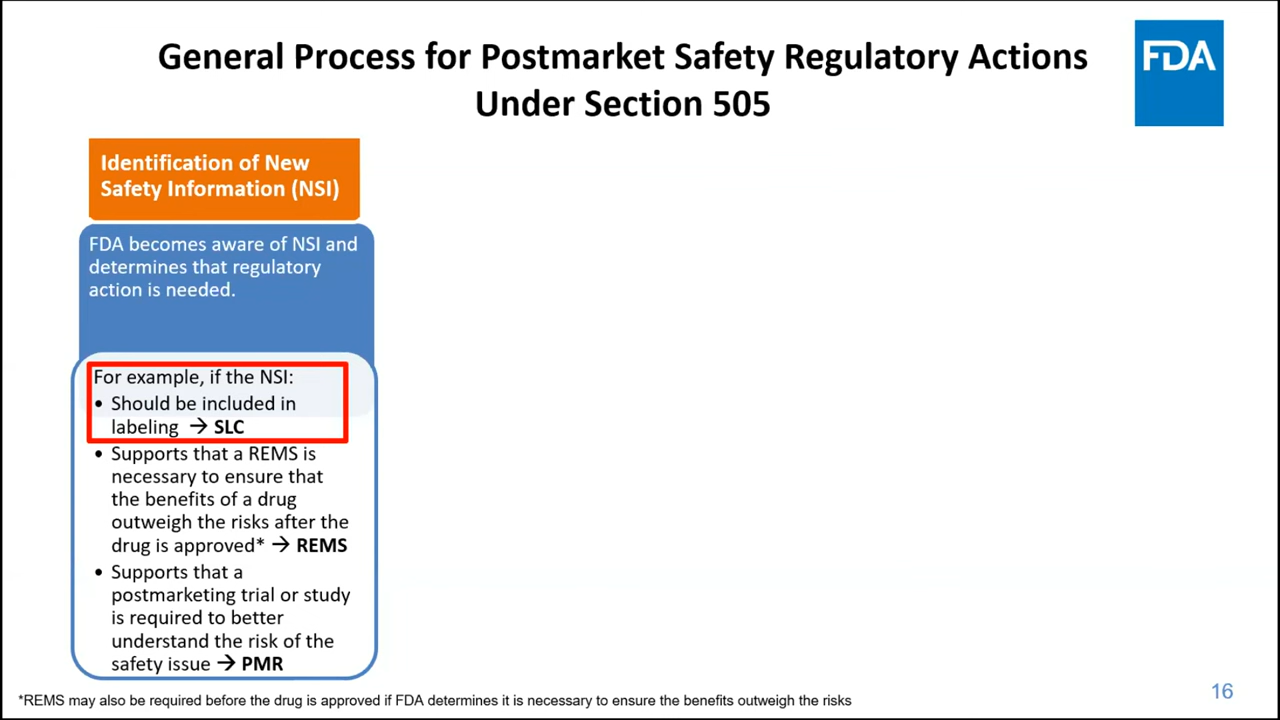 General Process for Postmarket Safety Regulatory Actions
Under Section 505
FDA
Identification of New
Safety Information (NSI)
FDA becomes aware of NSI and
determines that regulatory
action is needed.
For example, if the NSI:
• Should be included in
labeling → SLC
• Supports that a REMS is
necessary to ensure that
the benefits of a drug
outweigh the risks after the
drug is approved* → REMS
• Supports that a
postmarketing trial or study
is required to better
understand the risk of the
safety issue → PMR
*REMS may also be required before the drug is approved if FDA determines it is necessary to ensure the benefits outweigh the risks
16